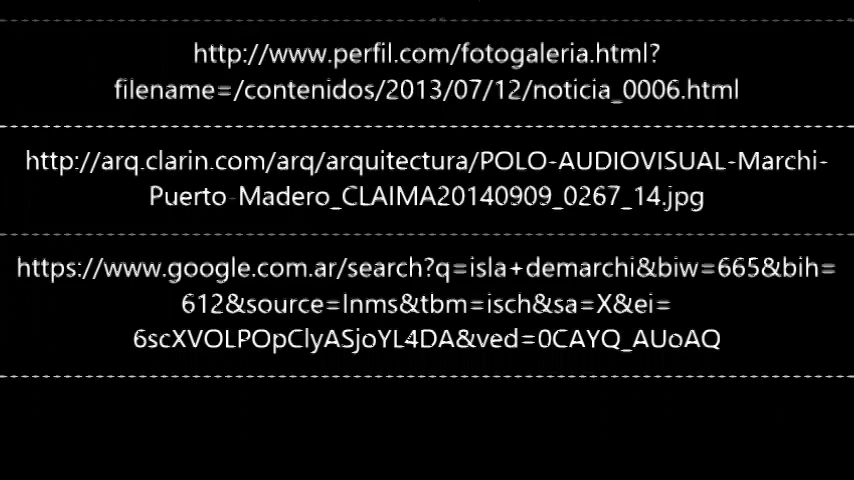 http://www.perfil.com/fotogaleria.html?
filename=/contenidos/2013/07/12/noticia_0006.html
http://arq.clarin.com/arq/arquitectura/POLO-AUDIOVISUAL-Marchi-
Puerto-Madero_CLAIMA20140909_0267_14.jpg
https://www.google.com.ar/search?q=isla+demarchi&biw=665&bih=
612&source=lnms&tbm=isch&sa=X&ei=
6scXVOLPOpClyASjoYL4DA&ved=0CAYQ_AUoAQ